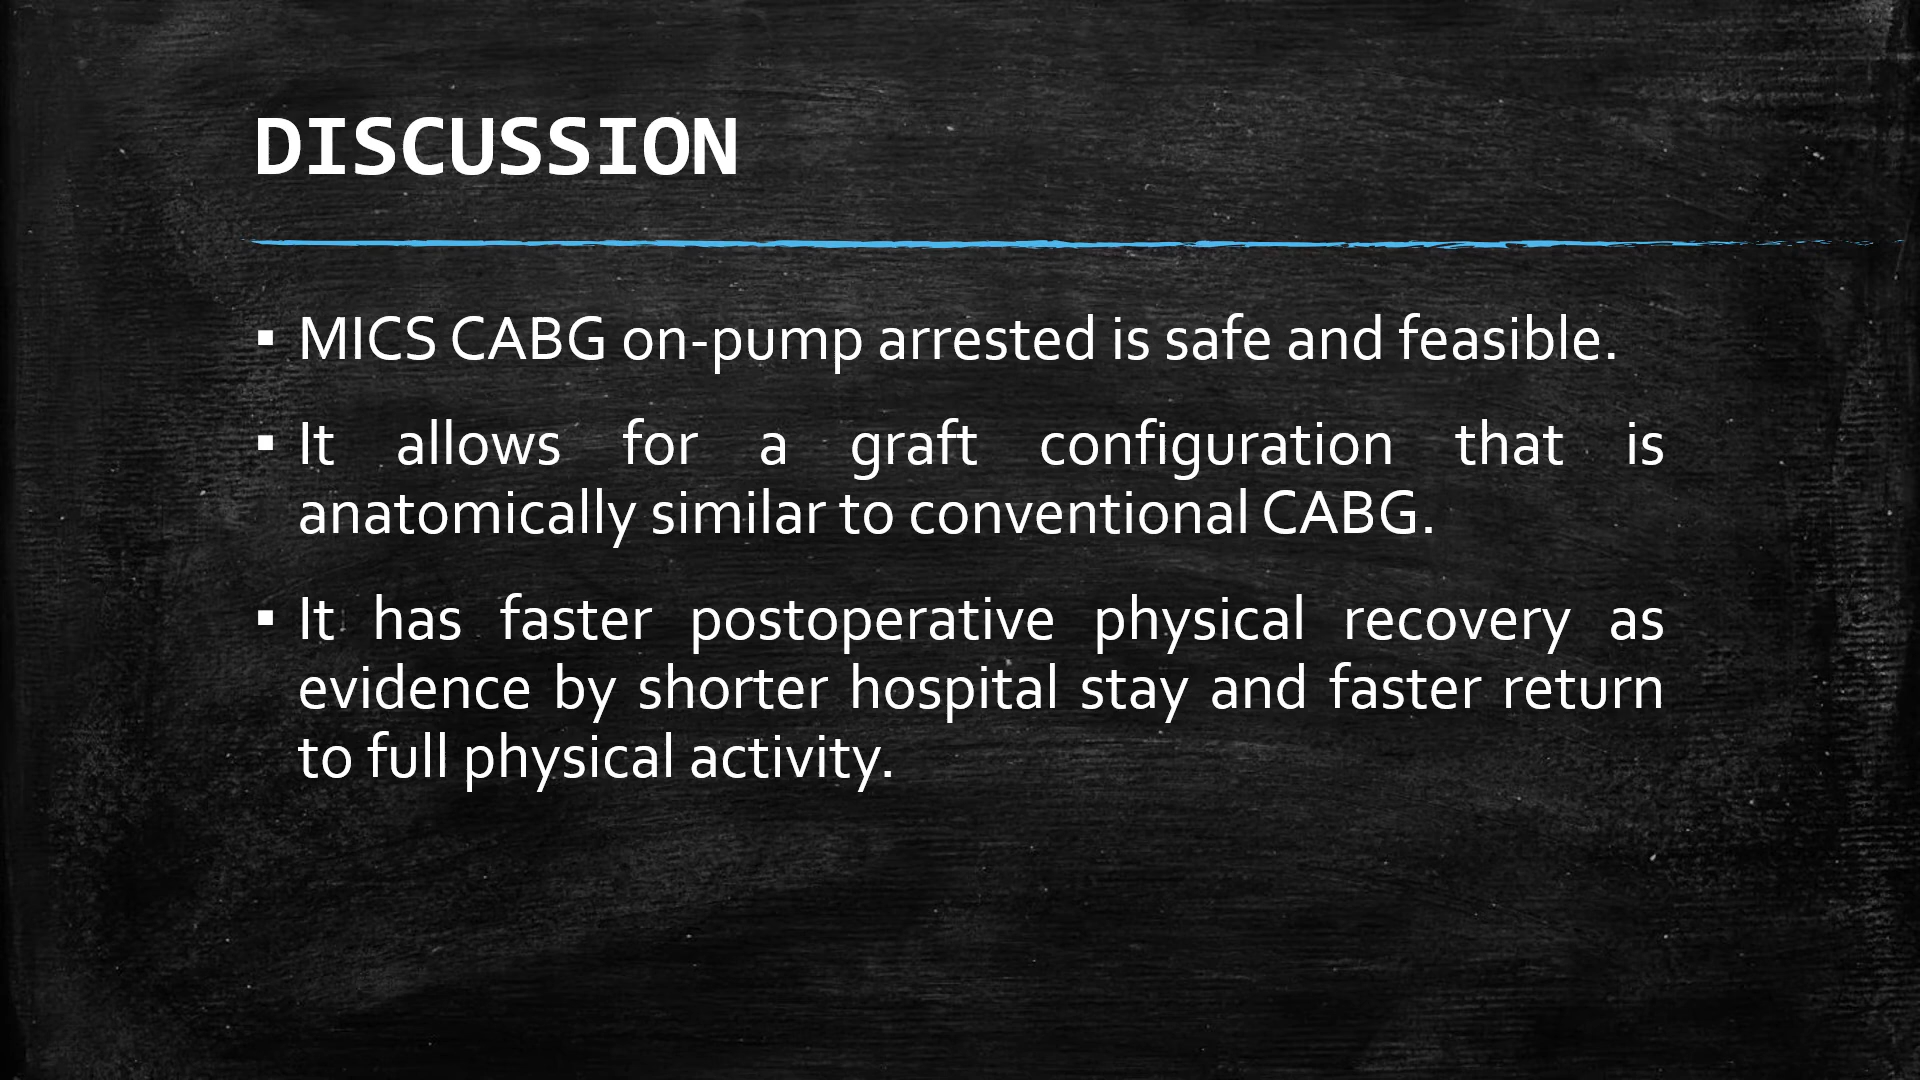 DISCUSSION
▪ MICS CABG on-pump arrested is safe and feasible.
▪ It allows for a graft configuration that is
anatomically similar to conventional CABG.
▪ It has faster postoperative physical recovery as
evidence by shorter hospital stay and faster return
to full physical activity.